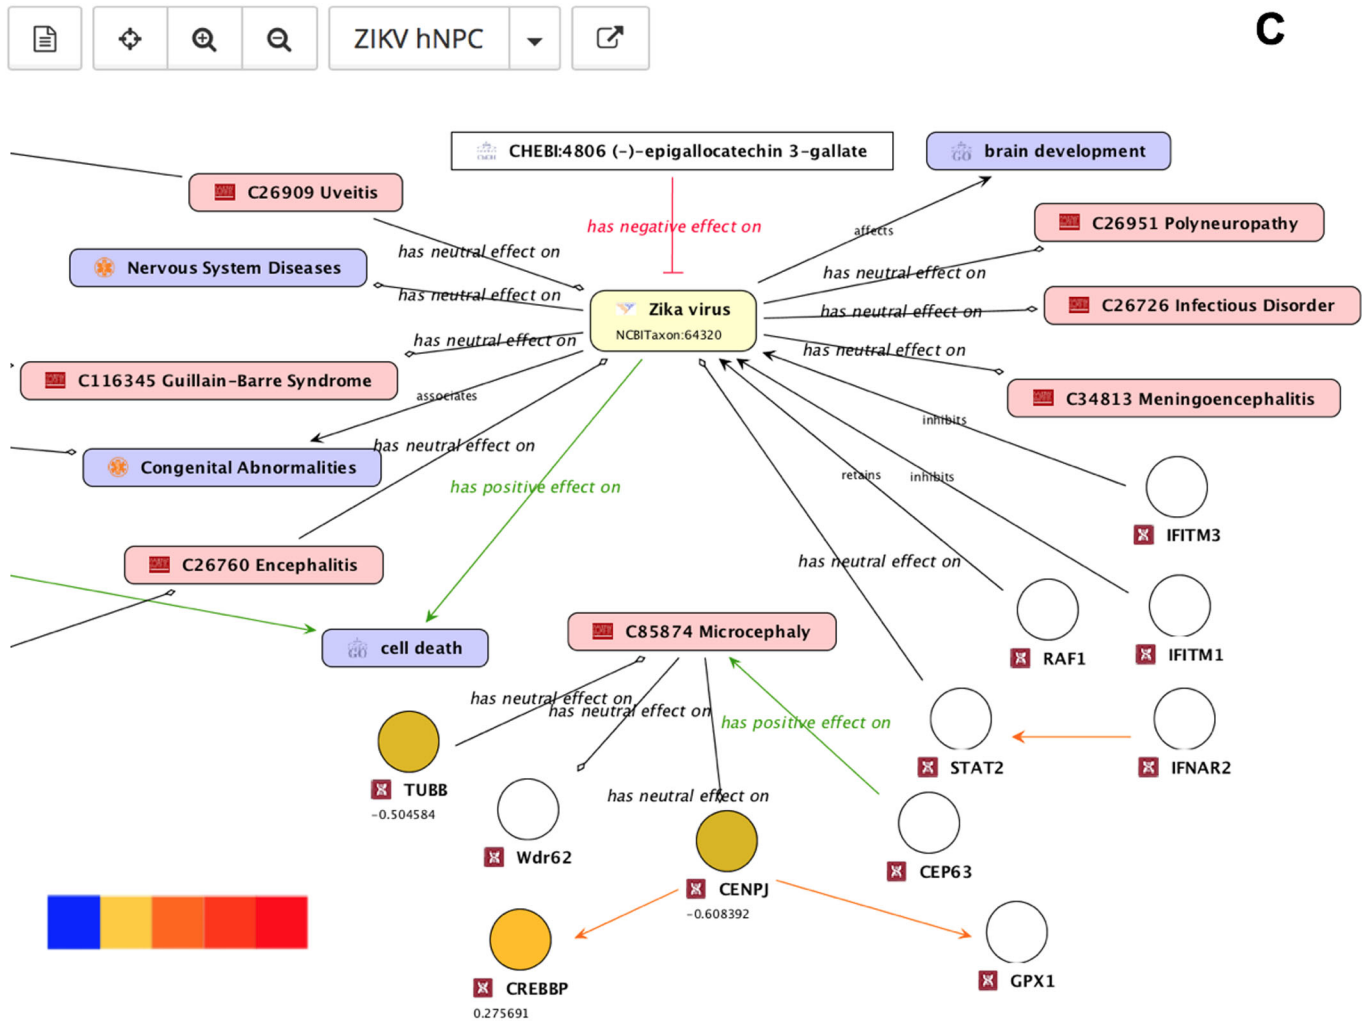 ZIKV hNPC
C
CHEBI:4806 (-)-epigallocatechin 3-gallate
GO brain development
C26909 Uveitis
has negative effect on
affects
C26951 Polyneuropathy
has neutral effect on
Nervous System Diseases
has neutral effect on
has neutral effect on
Zika virus
NCBITaxon:64320
has neutral effect on
C26726 Infectious Disorder
has neutral effect on
has neutral effect on
C116345 Guillain-Barre Syndrome
associates
C34813 Meningoencephalitis
inhibits
has neutral effect on
Congenital Abnormalities
retains
inhibits
has positive effect on
IFITM3
C26760 Encephalitis
has neutral effect on
GO cell death
C85874 Microcephaly
RAF1
IFITM1
has neutral effect on
has neutral effect on
has positive effect on
STAT2
IFNAR2
TUBB
-0.504584
has neutral effect on
Wdr62
CEP63
CENPJ
-0.608392
CREBBP
0.275691
GPX1